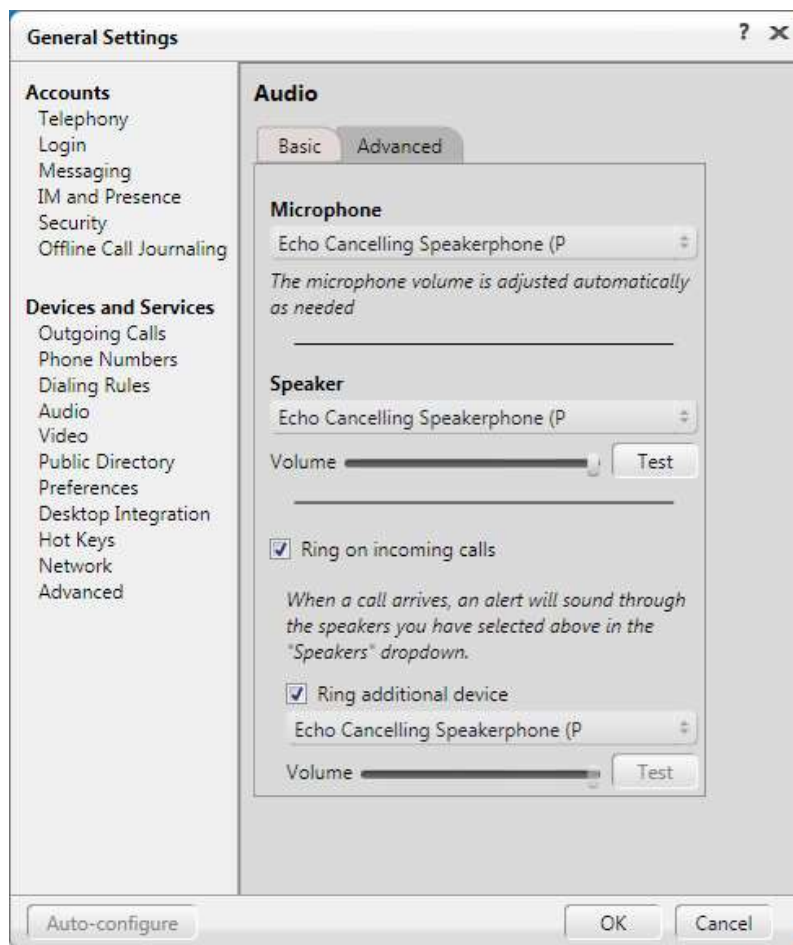 General Settings
?
Accounts
Telephony
Login
Messaging
IM and Presence
Security
Offline Call Journaling
Devices and Services
Outgoing Calls
Phone Numbers
Dialing Rules
Audio
Video
Public Directory
Preferences
Desktop Integration
Hot Keys
Network
Advanced
Audio
Basic Advanced
Microphone
Echo Cancelling Speakerphone (P
The microphone volume is adjusted automatically
as needed
Speaker
Echo Cancelling Speakerphone (P
Volume Test
Ring on incoming calls
When a call arrives, an alert will sound through
the speakers you have selected above in the
"Speakers" dropdown.
Ring additional device
Echo Cancelling Speakerphone (P
Volume Test
Auto-configure OK Cancel